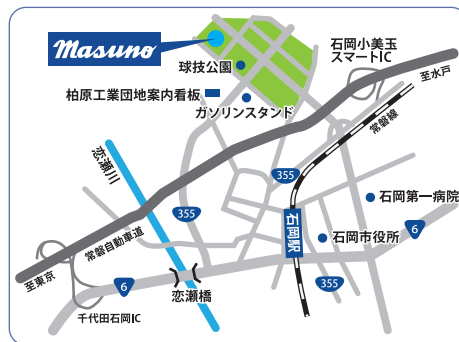 Masuno
石岡小美玉
スマートIC
至水戸
球技公園
柏原工業団地案内看板
ガソリンスタンド
常磐線
恋瀬川
355
355
石岡第一病院
石岡駅
6
石岡市役所
常磐自動車道
至東京
6
恋瀬橋
355
千代田石岡IC